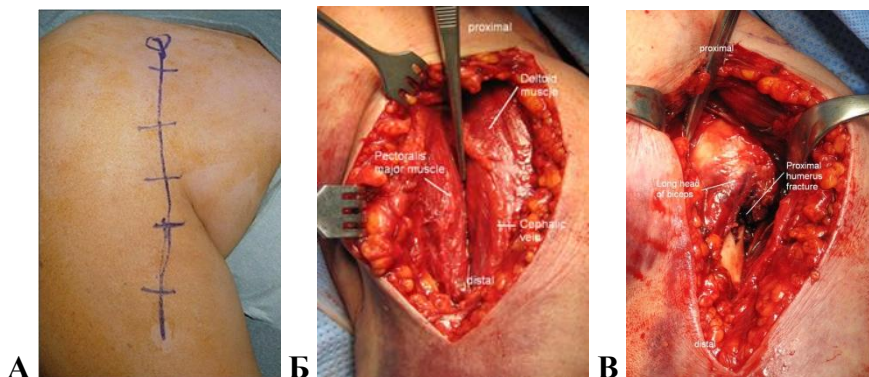 proximal
Deltoid
muscle
Pectoralis
major muscle
Cephalic
vein
distal
proximal
Long head
of biceps
Proximal
humerus
fracture
distal
А
Б
В